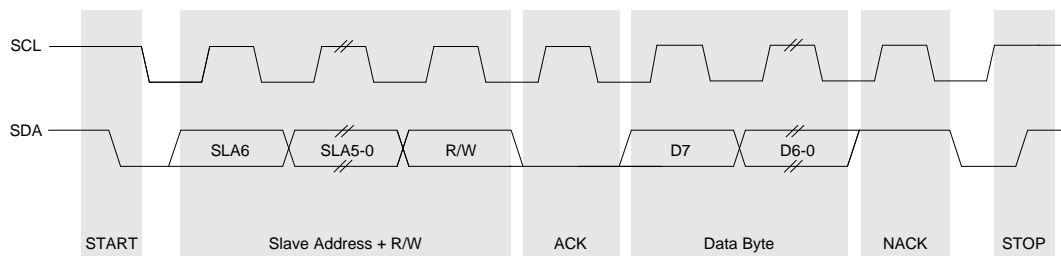 SCL
SDA
SLA6 SLA5-0 R/W D7 D6-0
START Slave Address + R/W ACK Data Byte NACK STOP